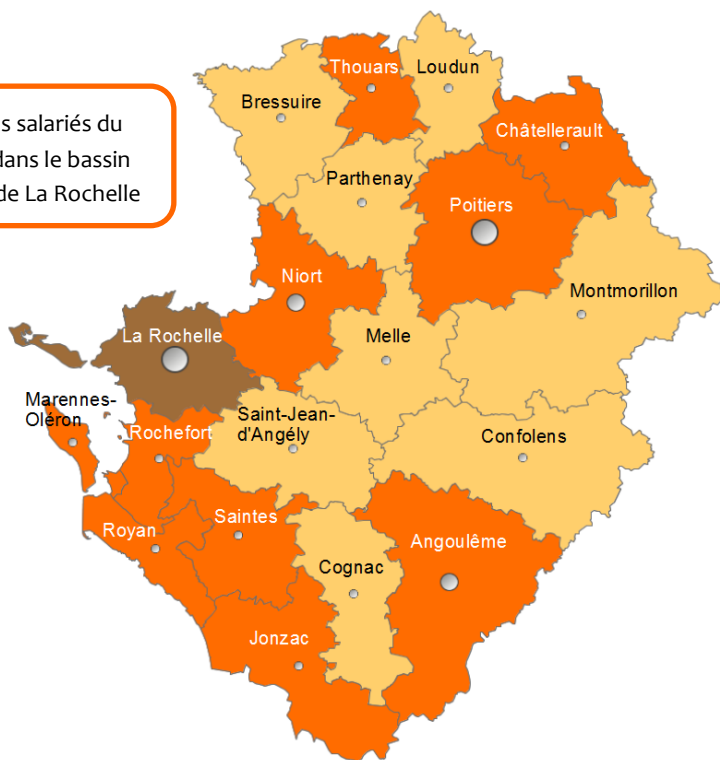 s salariés du
dans le bassin
de La Rochelle
Thouars
Loudun
Bressuire
Châtellerault
Parthenay
Poitiers
Niort
Montmorillon
La Rochelle
Melle
Marennes-
Oléron
Rochefort
Saint-Jean-
d'Angély
Confolens
Saintes
Royan
Angoulême
Cognac
Jonzac